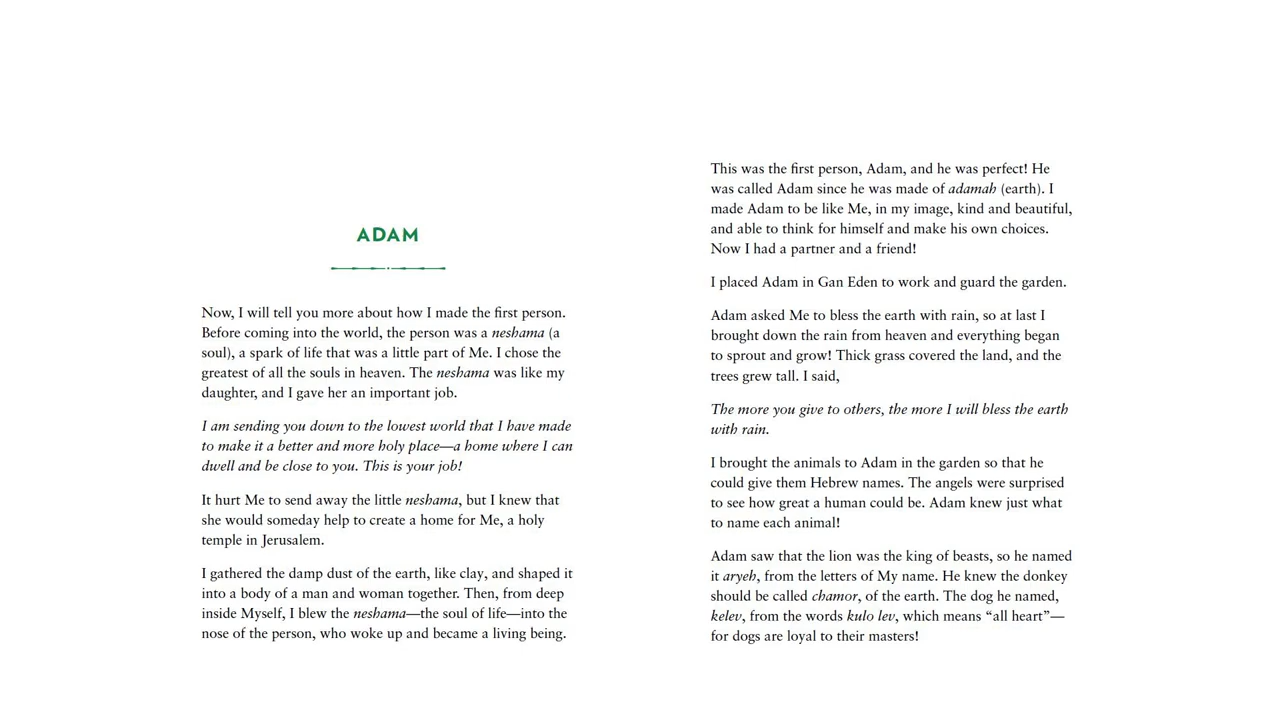 ADAM
Now, I will tell you more about how I made the first person.
Before coming into the world, the person was a neshama (a
soul), a spark of life that was a little part of Me. I chose the
greatest of all the souls in heaven. The neshama was like my
daughter, and I gave her an important job.
I am sending you down to the lowest world that I have made
to make it a better and more holy place—a home where I can
dwell and be close to you. This is your job!
It hurt Me to send away the little neshama, but I knew that
she would someday help to create a home for Me, a holy
temple in Jerusalem.
I gathered the damp dust of the earth, like clay, and shaped it
into a body of a man and woman together. Then, from deep
inside Myself, I blew the neshama—the soul of life—into the
nose of the person, who woke up and became a living being.
This was the first person, Adam, and he was perfect! He
was called Adam since he was made of adamah (earth). I
made Adam to be like Me, in my image, kind and beautiful,
and able to think for himself and make his own choices.
Now I had a partner and a friend!
I placed Adam in Gan Eden to work and guard the garden.
Adam asked Me to bless the earth with rain, so at last I
brought down the rain from heaven and everything began
to sprout and grow! Thick grass covered the land, and the
trees grew tall. I said,
The more you give to others, the more I will bless the earth
with rain.
I brought the animals to Adam in the garden so that he
could give them Hebrew names. The angels were surprised
to see how great a human could be. Adam knew just what
to name each animal!
Adam saw that the lion was the king of beasts, so he named
it aryeh, from the letters of My name. He knew the donkey
should be called chamor, of the earth. The dog he named,
kelev, from the words kulo lev, which means “all heart”—
for dogs are loyal to their masters!